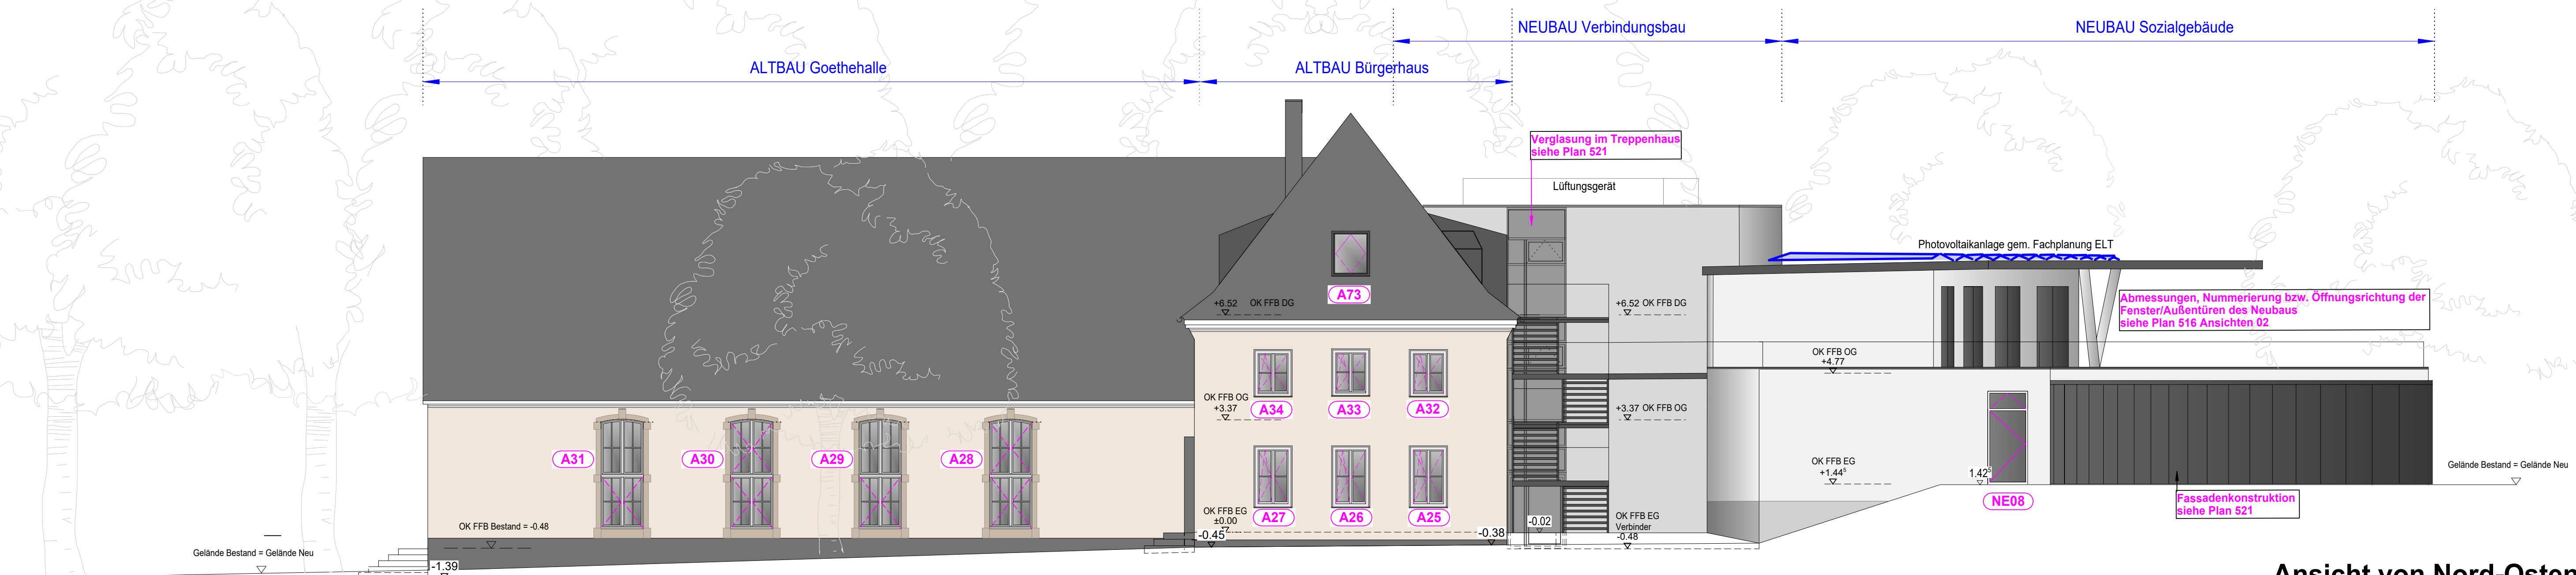 NEUBAU Verbindungsbau
NEUBAU Sozialgebäude
ALTBAU Goethehalle
ALTBAU Bürgerhaus
Verglasung im Treppenhaus
siehe Plan 521
Lüftungsgerät
Photovoltaikanlage gem. Fachplanung ELT
A73
+6.52 OK FFB DG
+6.52 OK FFB DG
Abmessungen, Nummerierung bzw. Öffnungsrichtung der
Fenster/Außentüren des Neubaus
siehe Plan 516 Ansichten 02
OK FFB OG
+4.77
OK FFB OG
+3.37
A34
A33
A32
+3.37 OK FFB OG
A31
A30
A29
A28
OK FFB EG
+1.44⁵
1.42⁵
Gelände Bestand = Gelände Neu
NE08
Fassadenkonstruktion
siehe Plan 521
OK FFB EG
±0.00
A27
A26
A25
OK FFB EG
Verbinder
-0.48
-0.02
OK FFB Bestand = -0.48
-0.45
-0.38
Gelände Bestand = Gelände Neu
-1.39
Ansicht von Nord-Osten